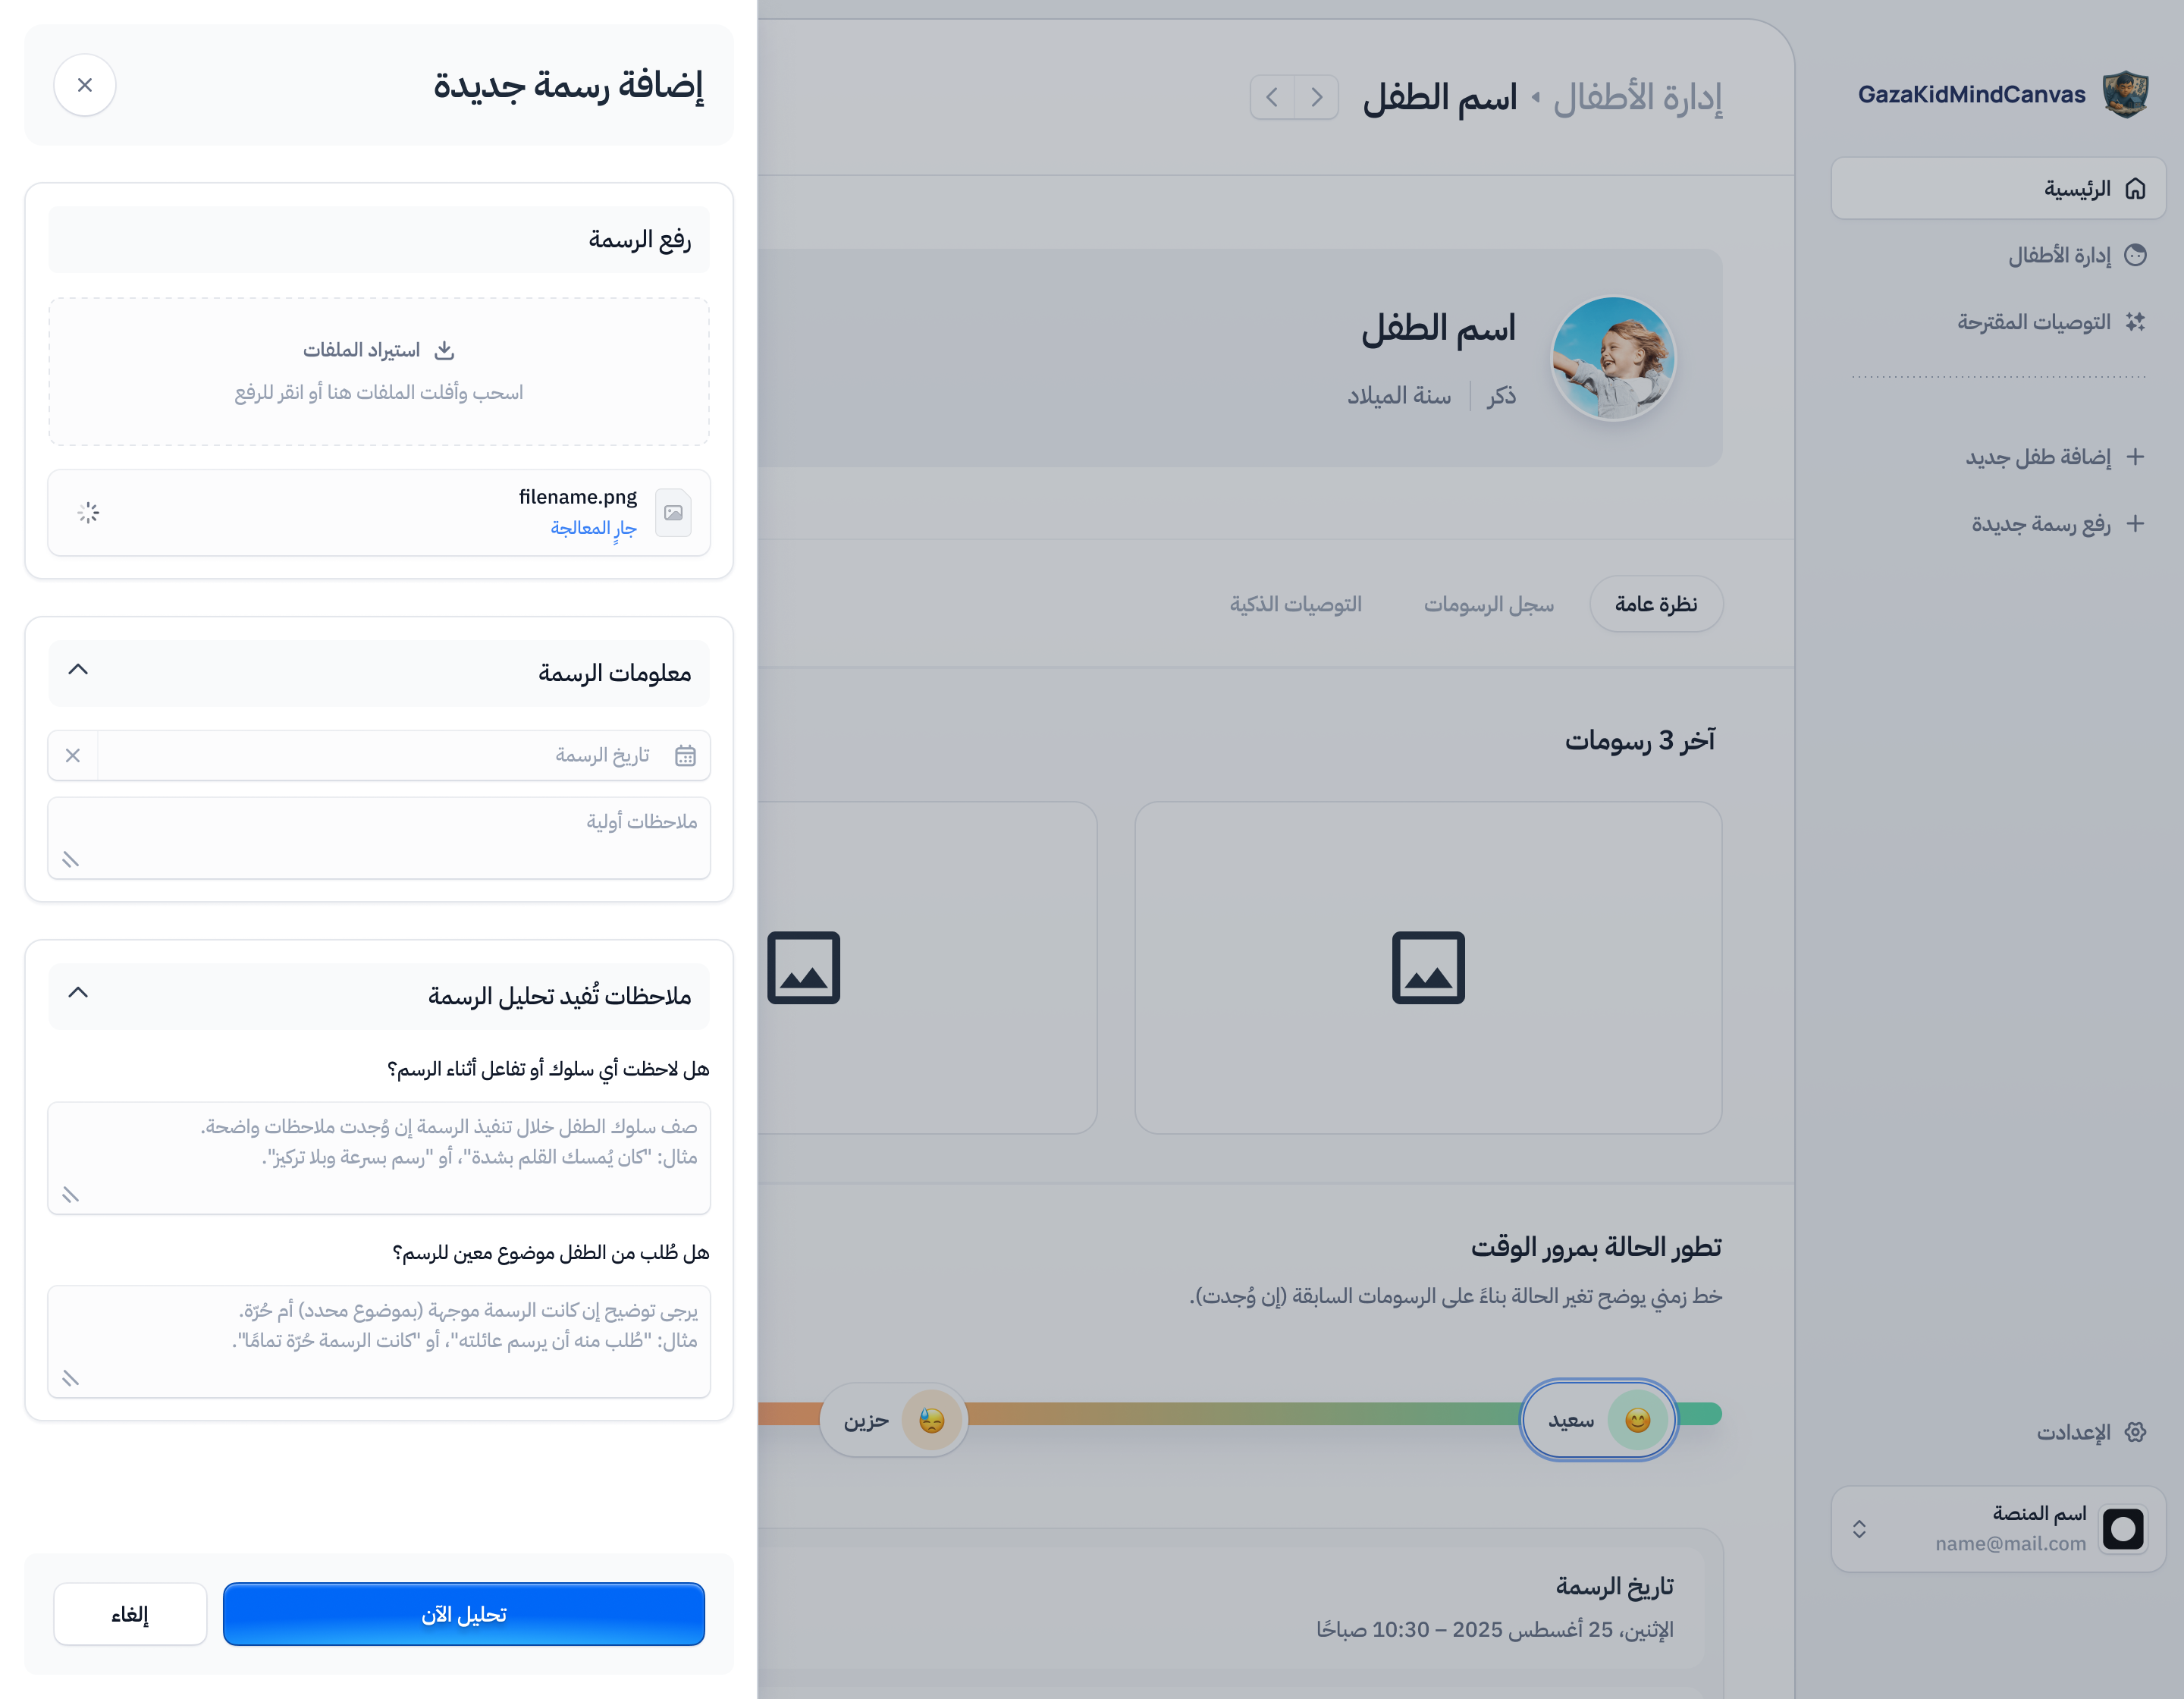 GazaKidMindCanvas
الرئيسية
إدارة الأطفال
التوصيات المقترحة
إضافة طفل جديد
رفع رسمة جديدة
الإعدادت
اسم المنصة
name@mail.com
إدارة الأطفال
اسم الطفل
اسم الطفل
ذكر
سنة الميلاد
نظرة عامة
سجل الرسومات
التوصيات الذكية
آخر 3 رسومات
تطور الحالة بمرور الوقت
خط زمني يوضح تغير الحالة بناءً على الرسومات السابقة (إن وُجدت).
سعيد
حزين
تاريخ الرسمة
الإثنين، 25 أغسطس 2025 – 10:30 صباحًا
إضافة رسمة جديدة
رفع الرسمة
استيراد الملفات
اسحب وأفلت الملفات هنا أو انقر للرفع
filename.png
جارٍ المعالجة
معلومات الرسمة
تاريخ الرسمة
ملاحظات أولية
ملاحظات تُفيد تحليل الرسمة
هل لاحظت أي سلوك أو تفاعل أثناء الرسم؟
صف سلوك الطفل خلال تنفيذ الرسمة إن وُجدت ملاحظات واضحة.
مثال: "كان يُمسك القلم بشدة"، أو "رسم بسرعة وبلا تركيز".
هل طُلب من الطفل موضوع معين للرسم؟
يرجى توضيح إن كانت الرسمة موجهة (بموضوع محدد) أم حُرّة.
مثال: "طُلب منه أن يرسم عائلته"، أو "كانت الرسمة حُرّة تمامًا".
تحليل الآن
إلغاء